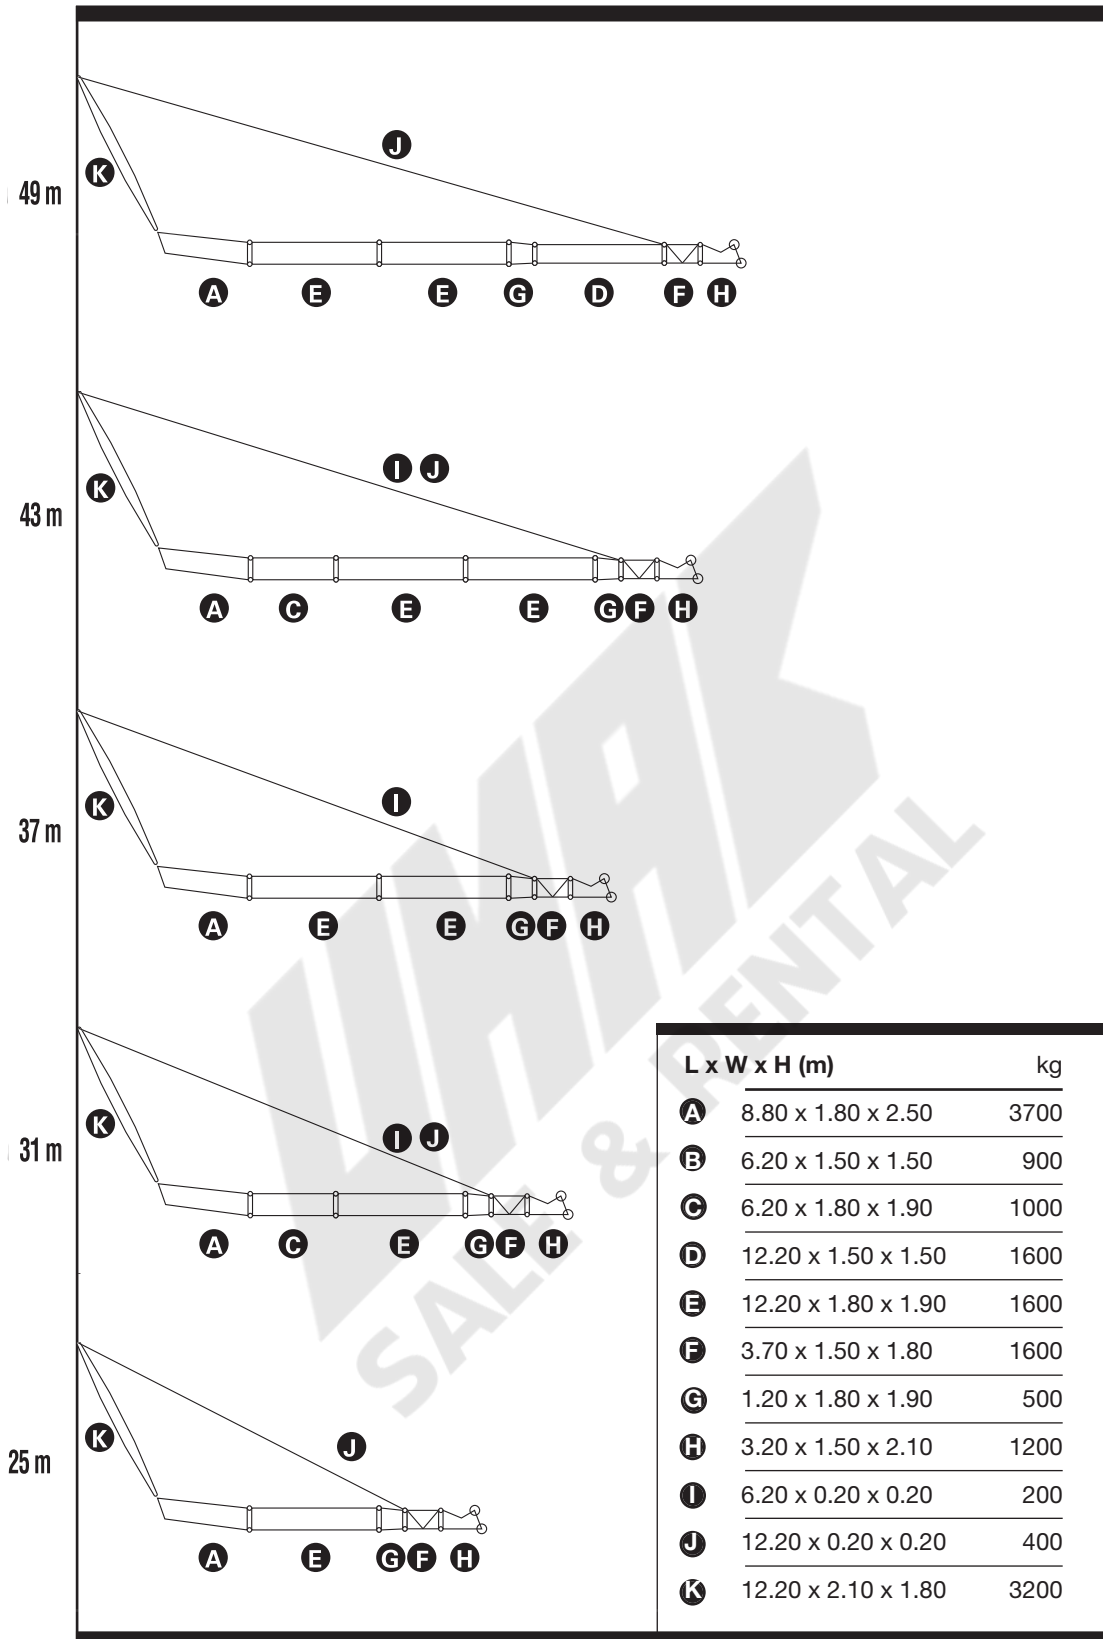 J
K
49 m
A E E G D F H
I J
K
43 m
A C E E G F H
I
K
37 m
A E E G F H
K
I J
31 m
A C E G F H
K
J
25 m
A E G F H
UMAK
SALE & RENTAL
L x W x H (m) kg
A 8.80 x 1.80 x 2.50 3700
B 6.20 x 1.50 x 1.50 900
C 6.20 x 1.80 x 1.90 1000
D 12.20 x 1.50 x 1.50 1600
E 12.20 x 1.80 x 1.90 1600
F 3.70 x 1.50 x 1.80 1600
G 1.20 x 1.80 x 1.90 500
H 3.20 x 1.50 x 2.10 1200
I 6.20 x 0.20 x 0.20 200
J 12.20 x 0.20 x 0.20 400
K 12.20 x 2.10 x 1.80 3200